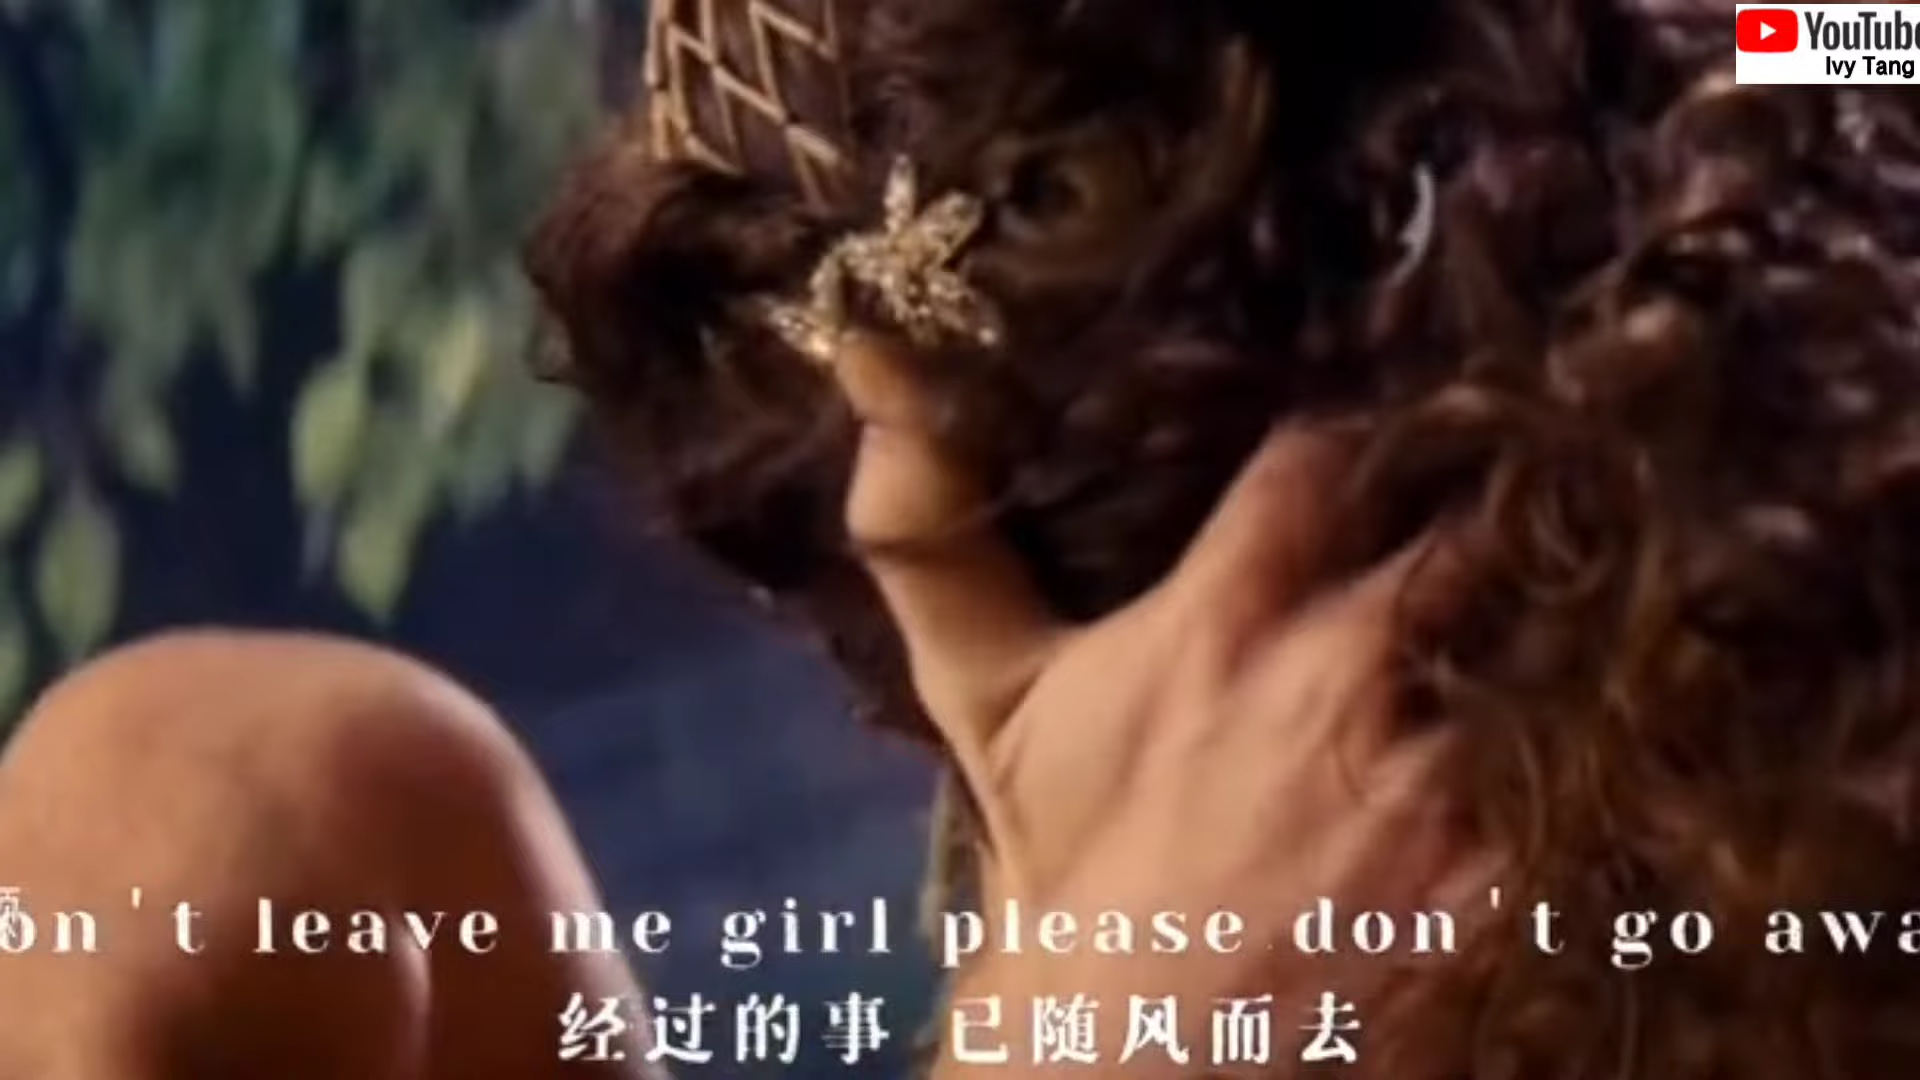 YouTube
Ivy Tang
on't leave me girl please don't go awa
经过的事 已随风而去